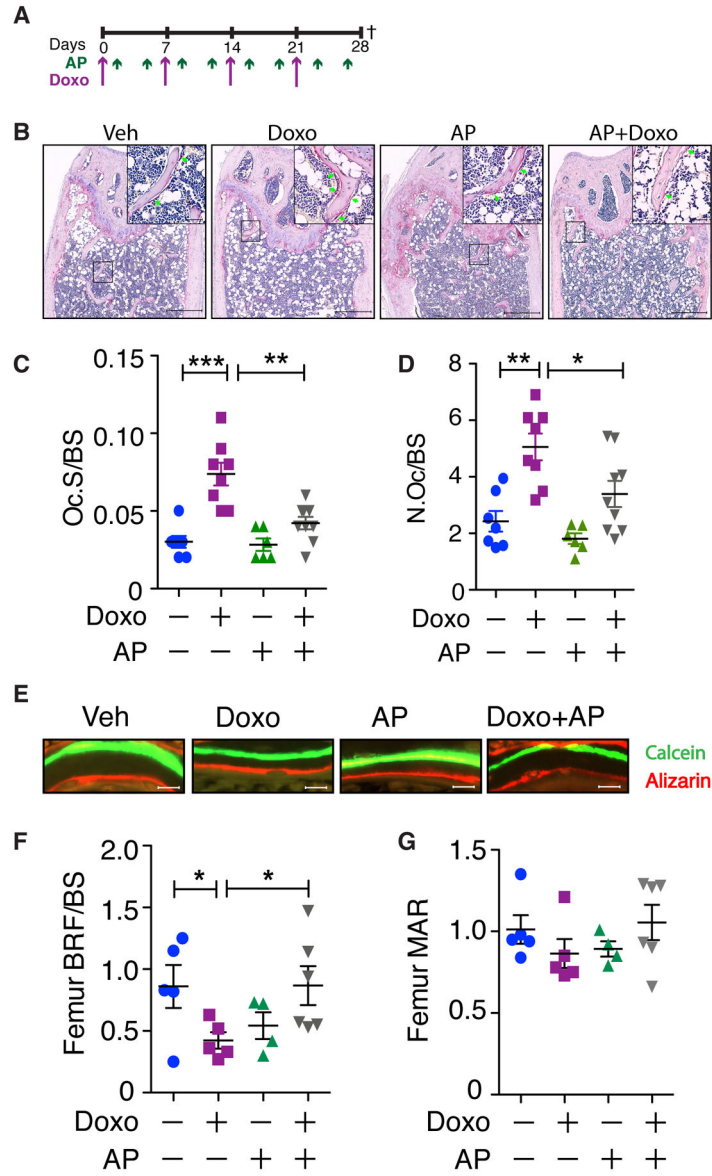 A
†
Days 0 7 14 21 28
AP
Doxo
B
Veh Doxo AP AP+Doxo
C
Oc.S/BS
0.15
0.10
0.05
0.00
*** **
Doxo − + − +
AP − − + +
D
N.Oc/BS
8
6
4
2
0
** *
Doxo − + − +
AP − − + +
E
Veh Doxo AP Doxo+AP
Calcein
Alizarin
F
Femur BRF/BS
2.0
1.5
1.0
0.5
0
* *
Doxo − + − +
AP − − + +
G
Femur MAR
1.5
1.0
0.5
0
Doxo − + − +
AP − − + +